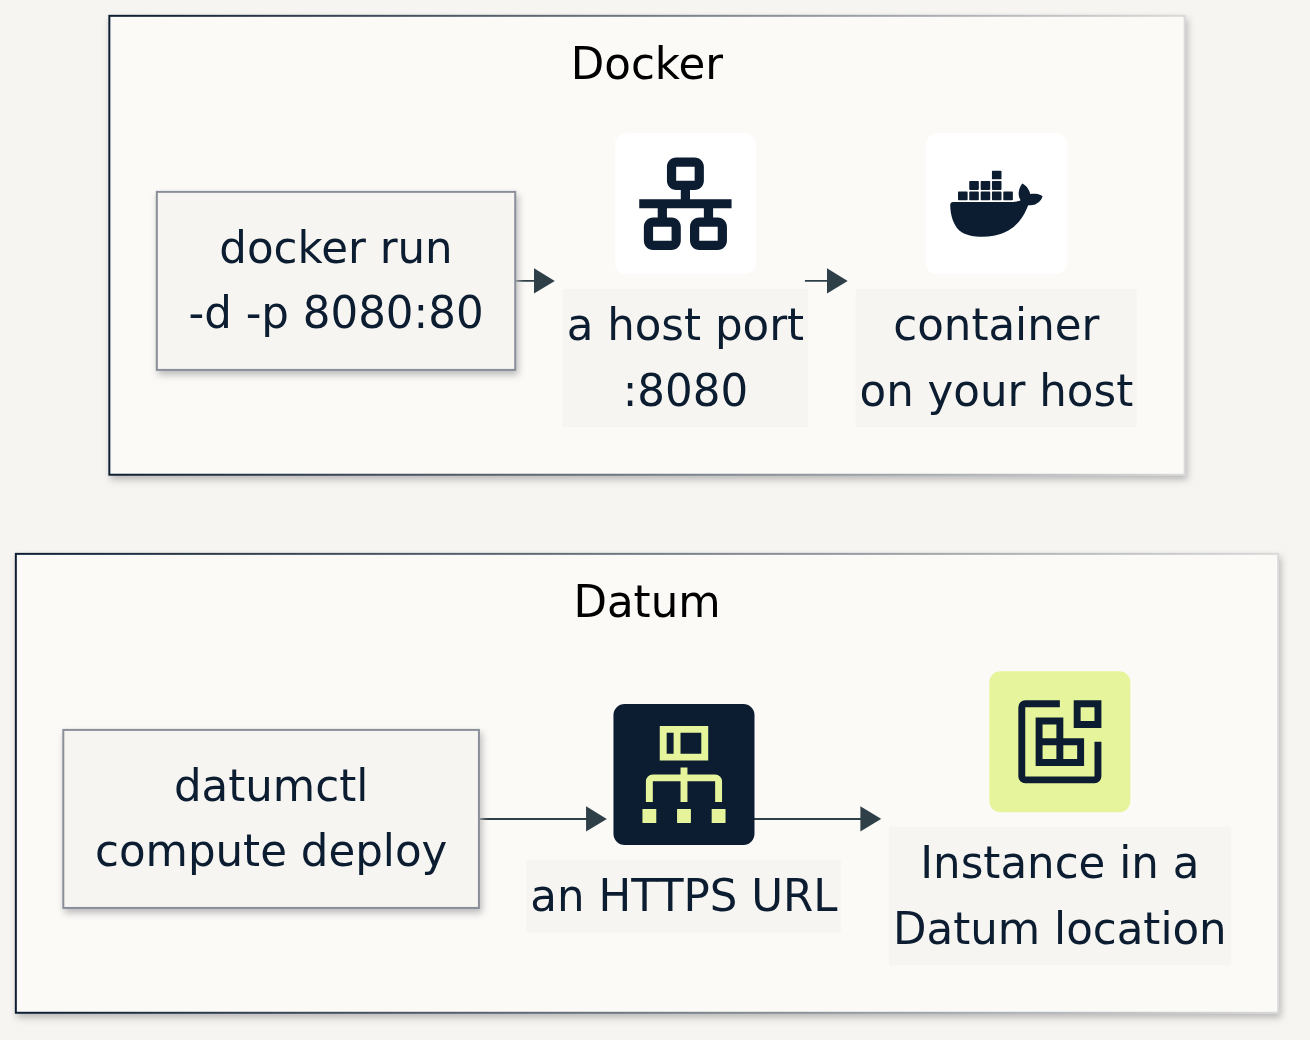 Docker
docker run
-d -p 8080:80
a host port
:8080
container
on your host
Datum
datumctl
compute deploy
an HTTPS URL
Instance in a
Datum location